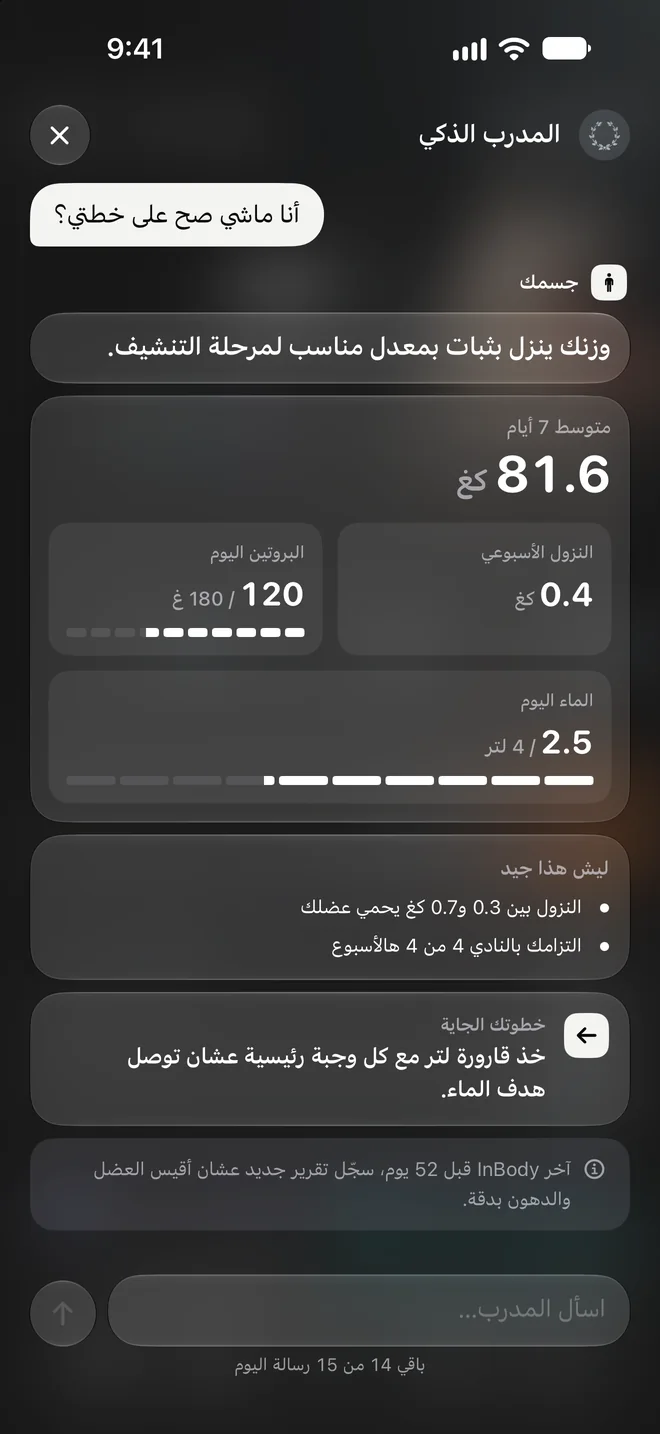 9:41
المدرب الذكي
أنا ماشي صح على خطتي؟
جسمك
وزنك ينزل بثبات بمعدل مناسب لمرحلة التنشيف.
متوسط 7 أيام
81.6 كغ
النزول الأسبوعي
0.4 كغ
البروتين اليوم
120 / 180 غ
الماء اليوم
2.5 / 4 لتر
ليش هذا جيد
• النزول بين 0.3 و0.7 كغ يحمي عضلك
• التزامك بالنادي 4 من 4 هالأسبوع
خطوتك الجاية
خذ قارورة لتر مع كل وجبة رئيسية عشان توصل
هدف الماء.
آخر InBody قبل 52 يوم، سجّل تقرير جديد عشان أقيس العضل
والدهون بدقة.
اسأل المدرب...
باقي 14 من 15 رسالة اليوم